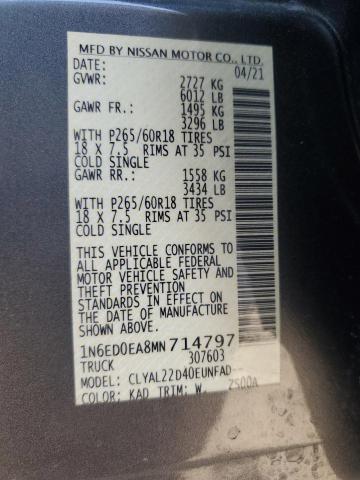 MFD BY NISSAN MOTOR CO., LTD.
DATE: 04/21
GVWR: 2727 KG
6012 LB
GAWR FR.: 1495 KG
3296 LB
WITH P265/60R18 TIRES
18 X 7.5 RIMS AT 35 PSI
COLD SINGLE
GAWR RR.: 1558 KG
3434 LB
WITH P265/60R18 TIRES
18 X 7.5 RIMS AT 35 PSI
COLD SINGLE
THIS VEHICLE CONFORMS TO
ALL APPLICABLE FEDERAL
MOTOR VEHICLE SAFETY AND
THEFT PREVENTION
STANDARDS IN EFFECT ON THE
DATE OF MANUFACTURE
SHOWN ABOVE.
1N6ED0EA8MN714797
TRUCK 307603
MODEL: CLYAL22D40EUNFAD--
COLOR: KAD TRIM: W 2500A